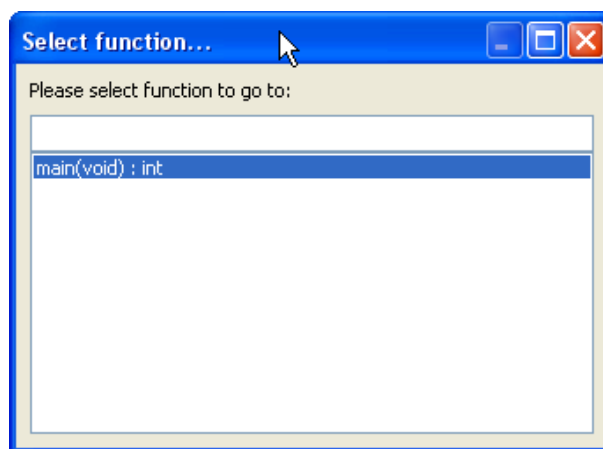 Select function...
Please select function to go to:
main(void) : int